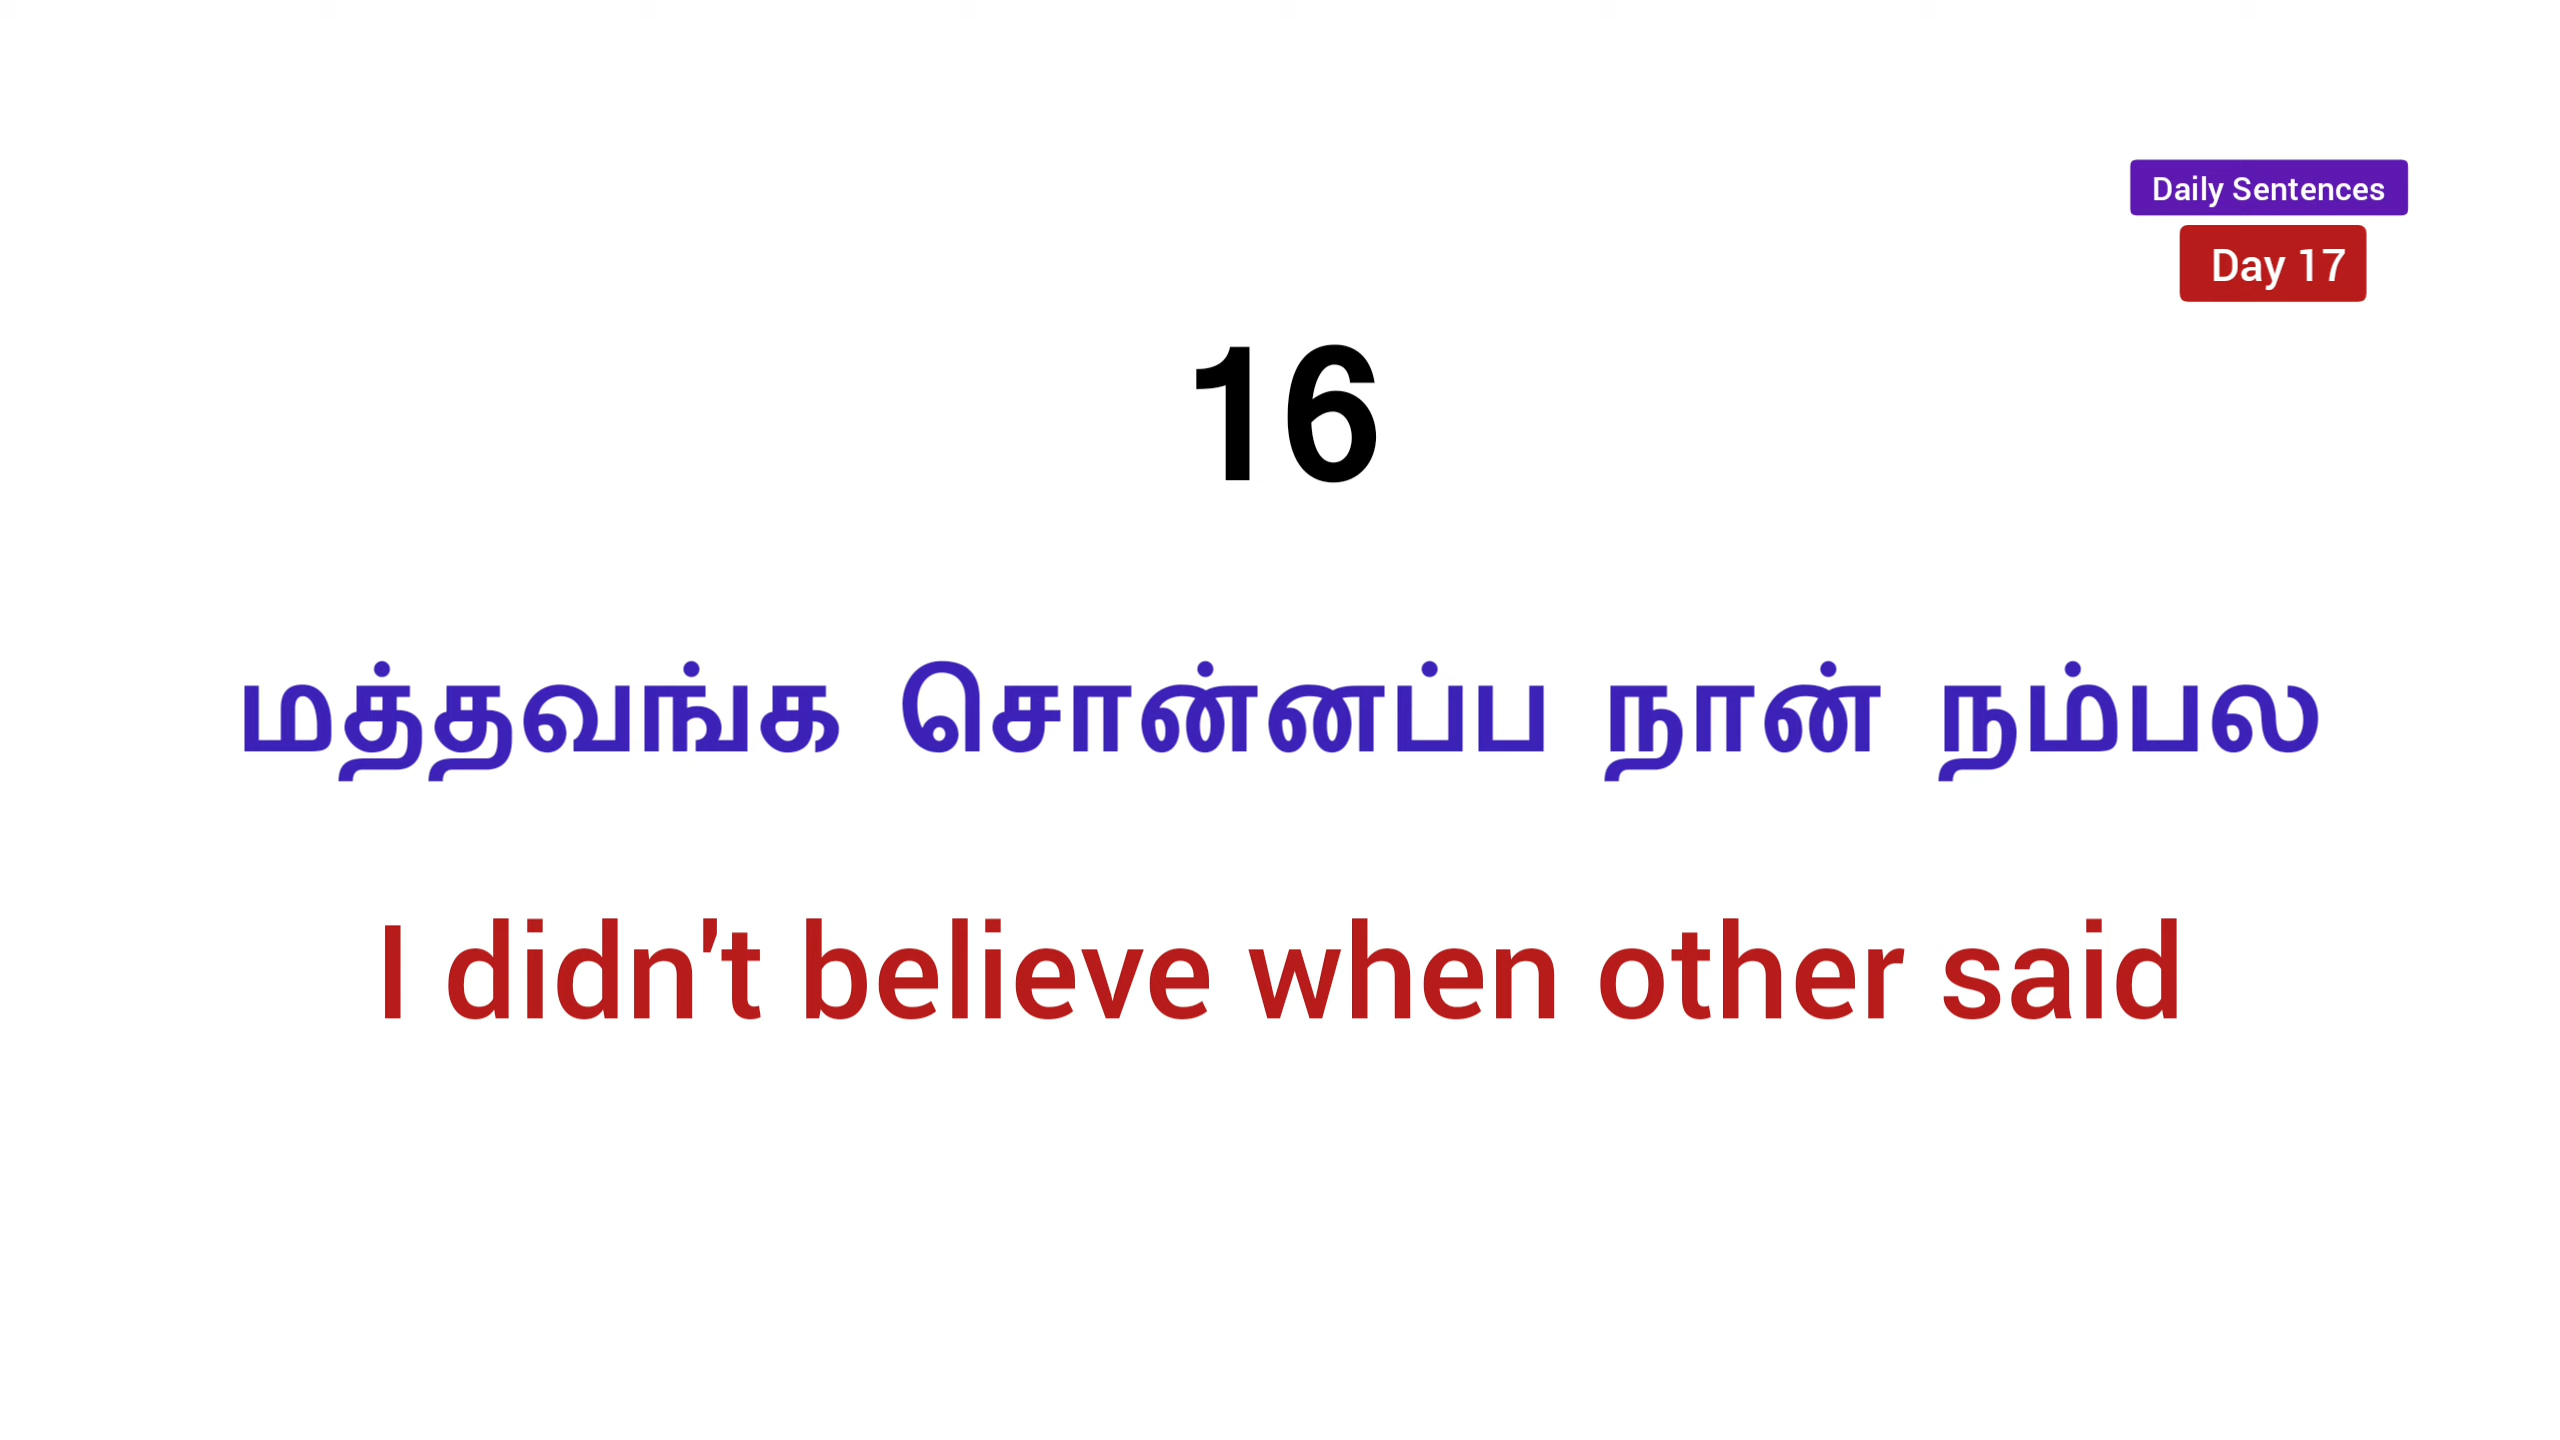 Daily Sentences
Day 17
16
மத்தவங்க சொன்னப்ப நான் நம்பல
I didn't believe when other said